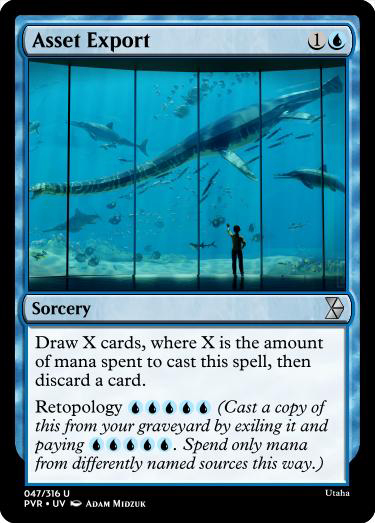 Asset Export 1
Sorcery
Draw X cards, where X is the amount
of mana spent to cast this spell, then
discard a card.
Retopology (Cast a copy of
this from your graveyard by exiling it and
paying . Spend only mana
from differently named sources this way.)
047/316 U
Utaha
PVR • UV ADAM MIDZUK